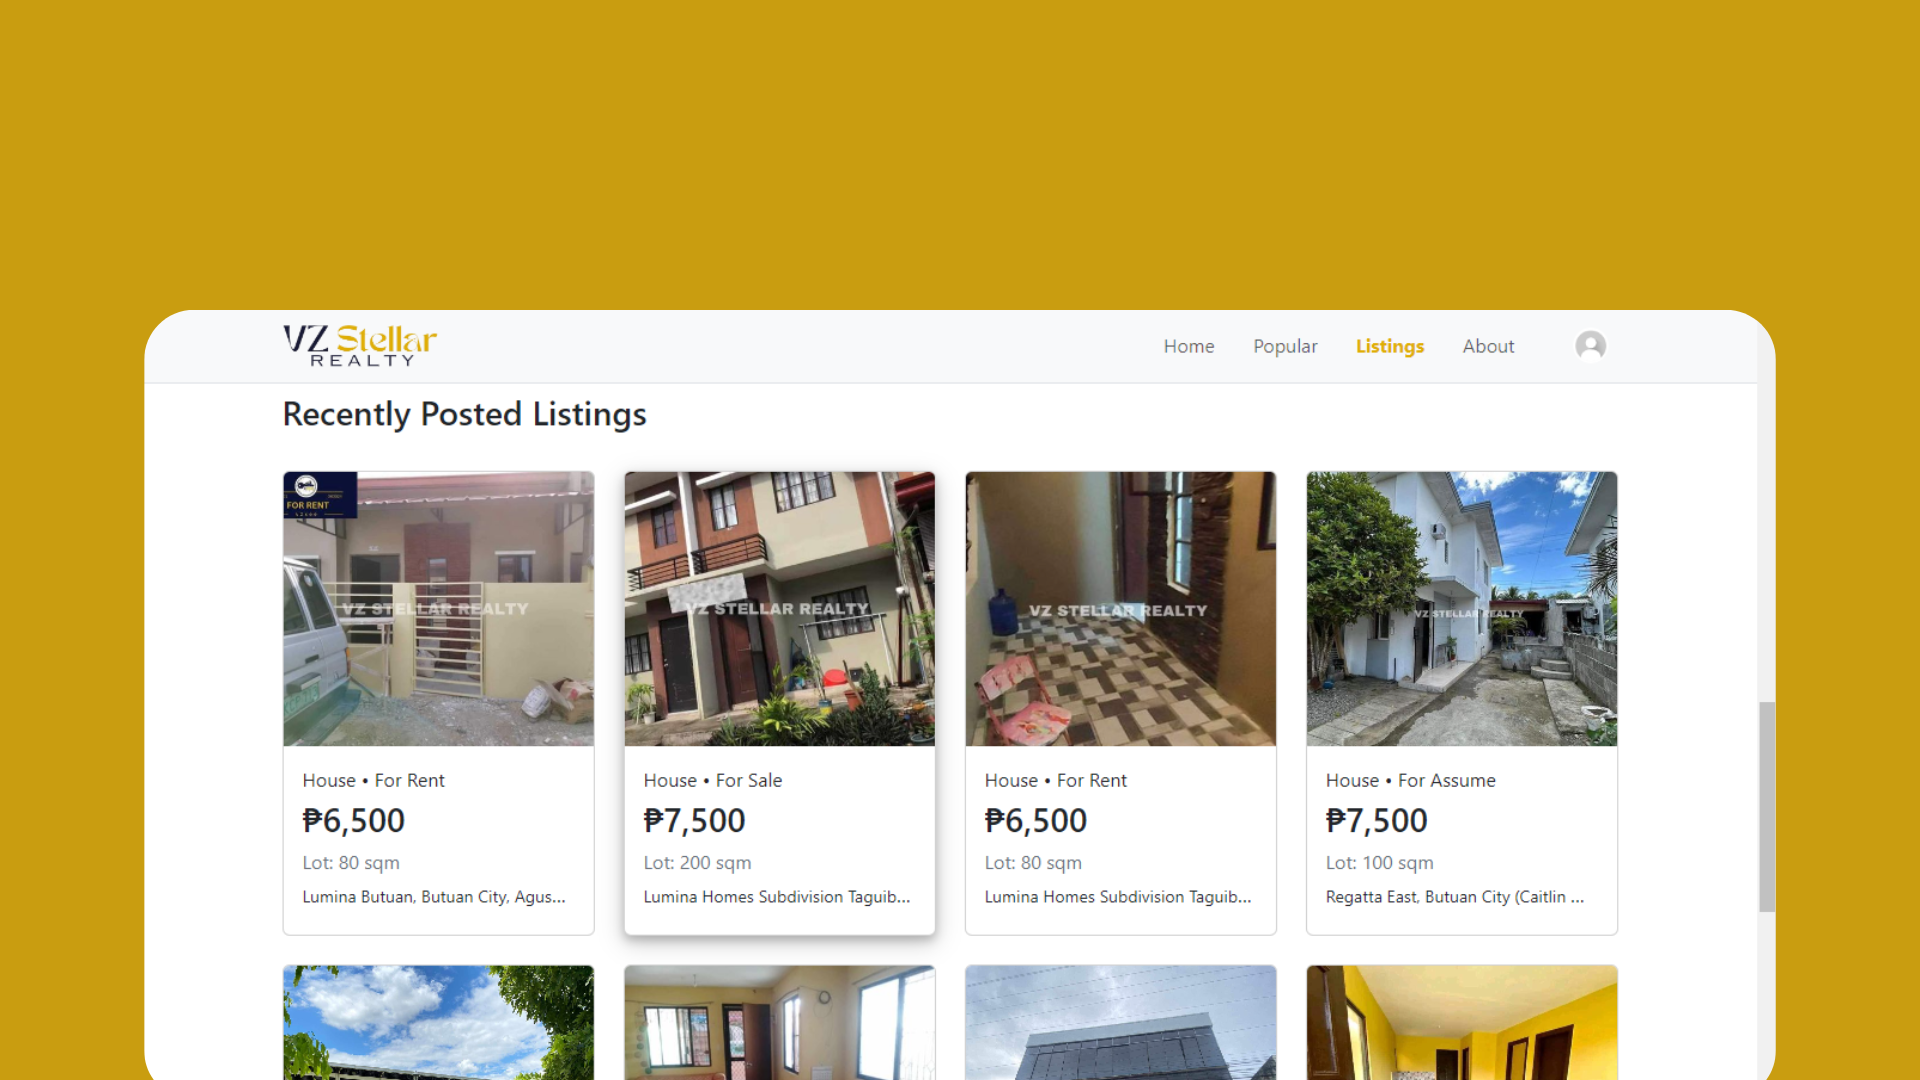 VZ Stellar
REALTY
Home
Popular
Listings
About
Recently Posted Listings
FOR RENT
VZ STELLAR REALTY
VZ STELLAR REALTY
VZ STELLAR REALTY
VZ STELLAR REALTY
House • For Rent
₱6,500
Lot: 80 sqm
Lumina Butuan, Butuan City, Agus...
House • For Sale
₱7,500
Lot: 200 sqm
Lumina Homes Subdivision Taguib...
House • For Rent
₱6,500
Lot: 80 sqm
Lumina Homes Subdivision Taguib...
House • For Assume
₱7,500
Lot: 100 sqm
Regatta East, Butuan City (Caitlin ...